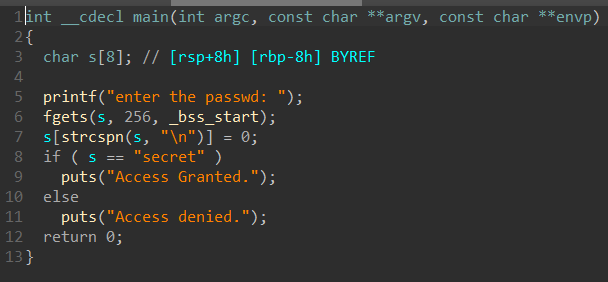 1 int __cdecl main(int argc, const char **argv, const char **envp)
2 {
3   char s[8]; // [rsp+8h] [rbp-8h] BYREF
4
5   printf("enter the passwd: ");
6   fgets(s, 256, _bss_start);
7   s[strcspn(s, "\n")] = 0;
8   if ( s == "secret" )
9     puts("Access Granted.");
10   else
11     puts("Access denied.");
12   return 0;
13 }